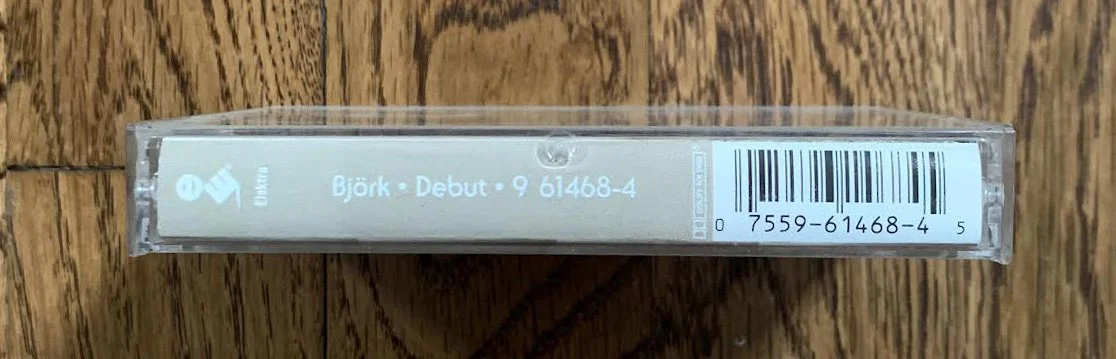 e
Elektra
Björk • Debut • 9 61468-4
0 7559-61468-4 5